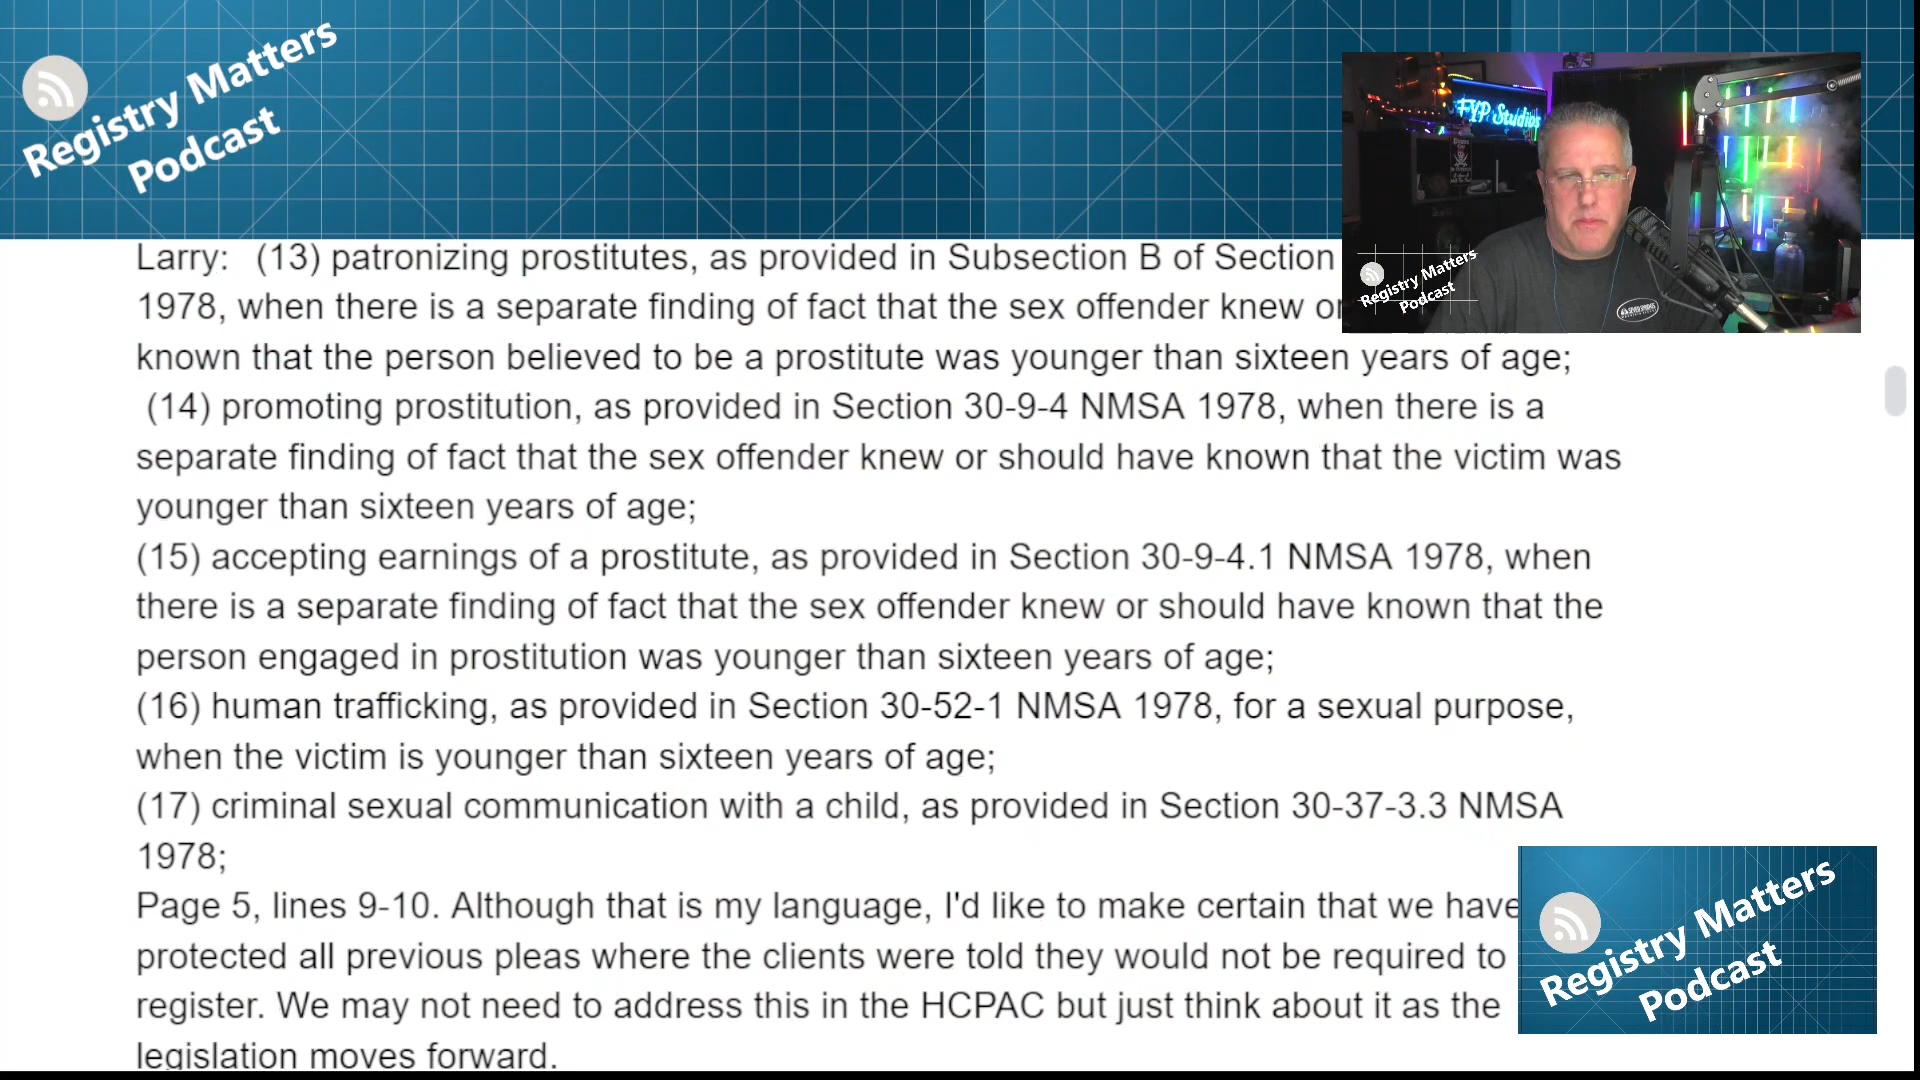 Registry Matters
Podcast
FYP Studios
Registry Matters
Podcast
Larry: (13) patronizing prostitutes, as provided in Subsection B of Section
1978, when there is a separate finding of fact that the sex offender knew or
known that the person believed to be a prostitute was younger than sixteen years of age;
(14) promoting prostitution, as provided in Section 30-9-4 NMSA 1978, when there is a
separate finding of fact that the sex offender knew or should have known that the victim was
younger than sixteen years of age;
(15) accepting earnings of a prostitute, as provided in Section 30-9-4.1 NMSA 1978, when
there is a separate finding of fact that the sex offender knew or should have known that the
person engaged in prostitution was younger than sixteen years of age;
(16) human trafficking, as provided in Section 30-52-1 NMSA 1978, for a sexual purpose,
when the victim is younger than sixteen years of age;
(17) criminal sexual communication with a child, as provided in Section 30-37-3.3 NMSA
1978;
Page 5, lines 9-10. Although that is my language, I'd like to make certain that we have
protected all previous pleas where the clients were told they would not be required to
register. We may not need to address this in the HCPAC but just think about it as the
legislation moves forward.
Registry Matters
Podcast